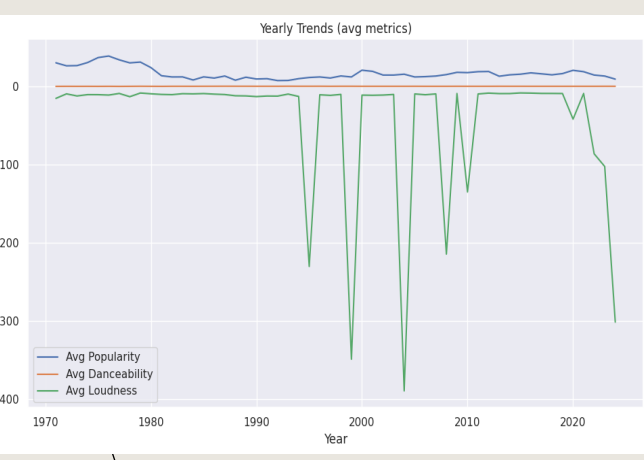 Yearly Trends (avg metrics)
0
100
200
300
400
Avg Popularity
Avg Danceability
Avg Loudness
1970 1980 1990 2000 2010 2020
Year